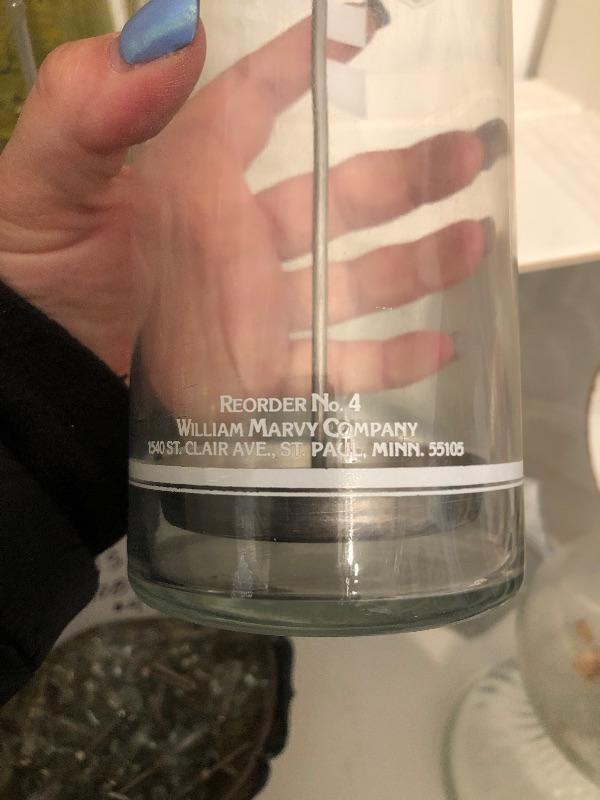 REORDER NO. 4
WILLIAM MARVY COMPANY
1540 ST. CLAIR AVE., ST. PAUL, MINN. 55105